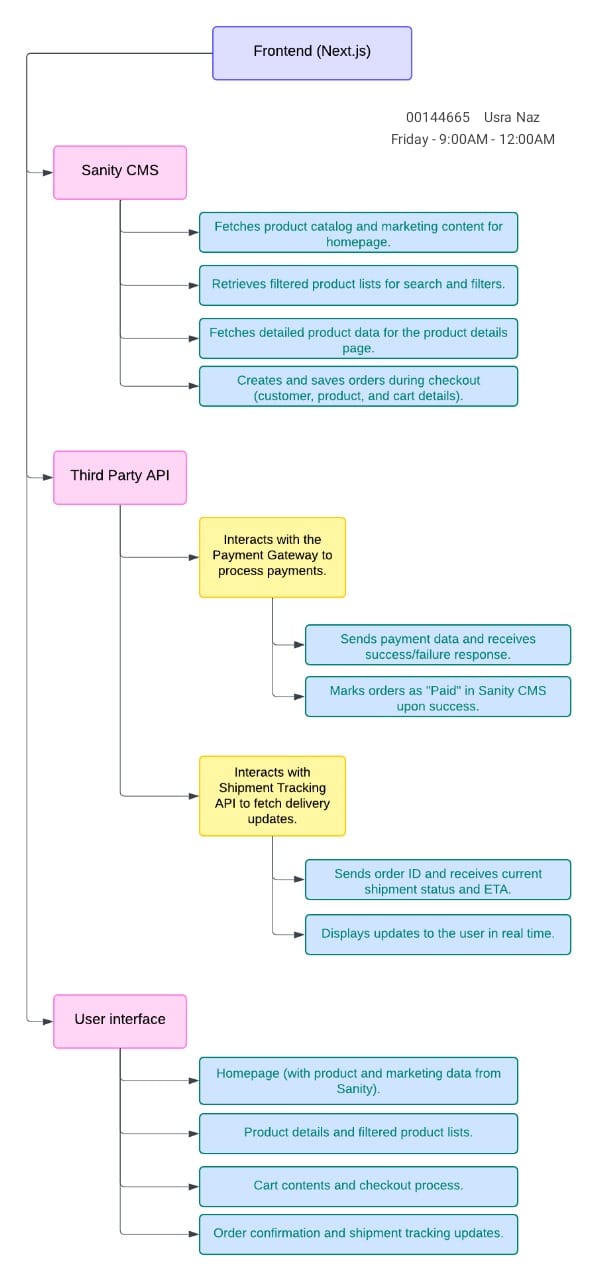 Frontend (Next.js)
00144665 Usra Naz
Friday - 9:00AM - 12:00AM
Sanity CMS
Fetches product catalog and marketing content for
homepage.
Retrieves filtered product lists for search and filters.
Fetches detailed product data for the product details
page.
Creates and saves orders during checkout
(customer, product, and cart details).
Third Party API
Interacts with the
Payment Gateway to
process payments.
Sends payment data and receives
success/failure response.
Marks orders as "Paid" in Sanity CMS
upon success.
Interacts with
Shipment Tracking
API to fetch delivery
updates.
Sends order ID and receives current
shipment status and ETA.
Displays updates to the user in real time.
User interface
Homepage (with product and marketing data from
Sanity).
Product details and filtered product lists.
Cart contents and checkout process.
Order confirmation and shipment tracking updates.